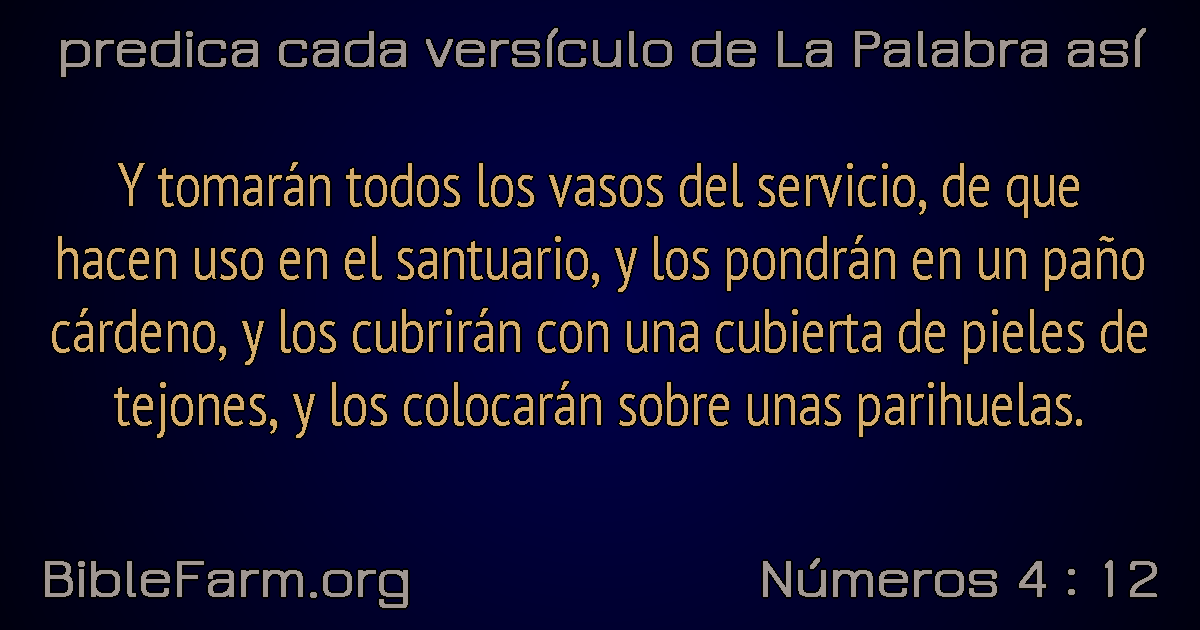 predica cada versículo de La Palabra así
Y tomarán todos los vasos del servicio, de que
hacen uso en el santuario, y los pondrán en un paño
cárdeno, y los cubrirán con una cubierta de pieles de
tejones, y los colocarán sobre unas parihuelas.
BibleFarm.org
Números 4 : 12